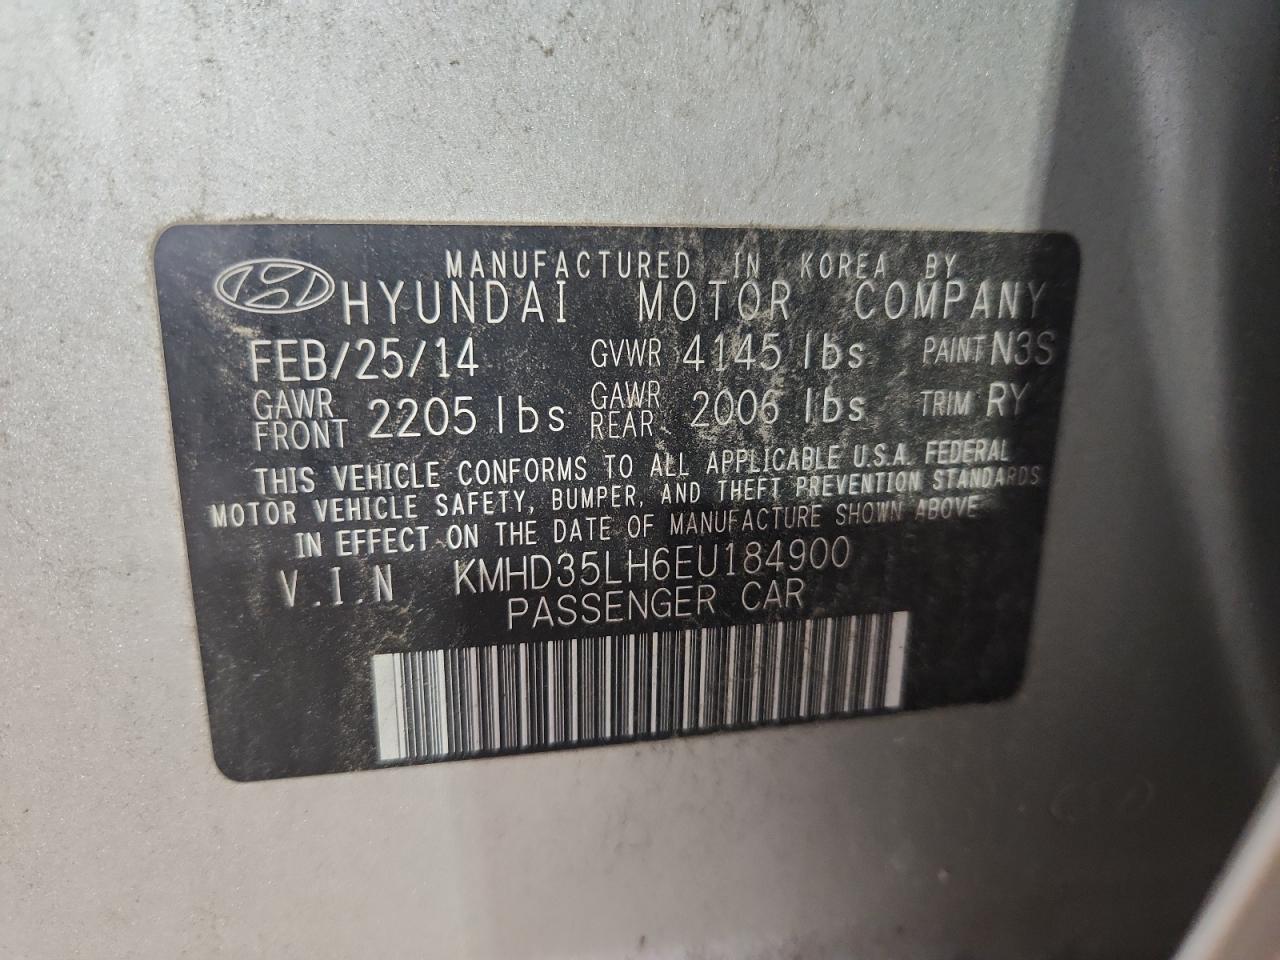 MANUFACTURED IN KOREA BY
HYUNDAI MOTOR COMPANY
FEB/25/14 GVWR 4145 lbs PAINT N3S
GAWR FRONT 2205 lbs GAWR REAR 2006 lbs TRIM RY
THIS VEHICLE CONFORMS TO ALL APPLICABLE U.S.A. FEDERAL
MOTOR VEHICLE SAFETY, BUMPER, AND THEFT PREVENTION STANDARDS
IN EFFECT ON THE DATE OF MANUFACTURE SHOWN ABOVE
V.I.N KMHD35LH6EU184900
PASSENGER CAR